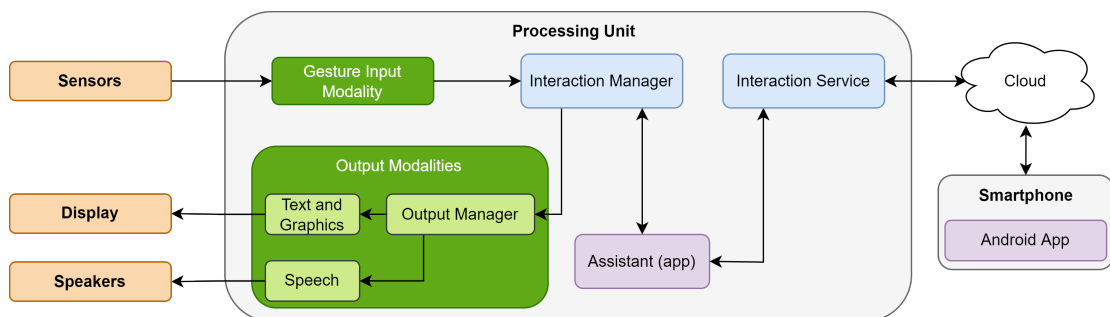 Processing Unit
Sensors
Gesture Input
Modality
Interaction Manager
Interaction Service
Cloud
Output Modalities
Display
Text and
Graphics
Output Manager
Smartphone
Android App
Speakers
Speech
Assistant (app)